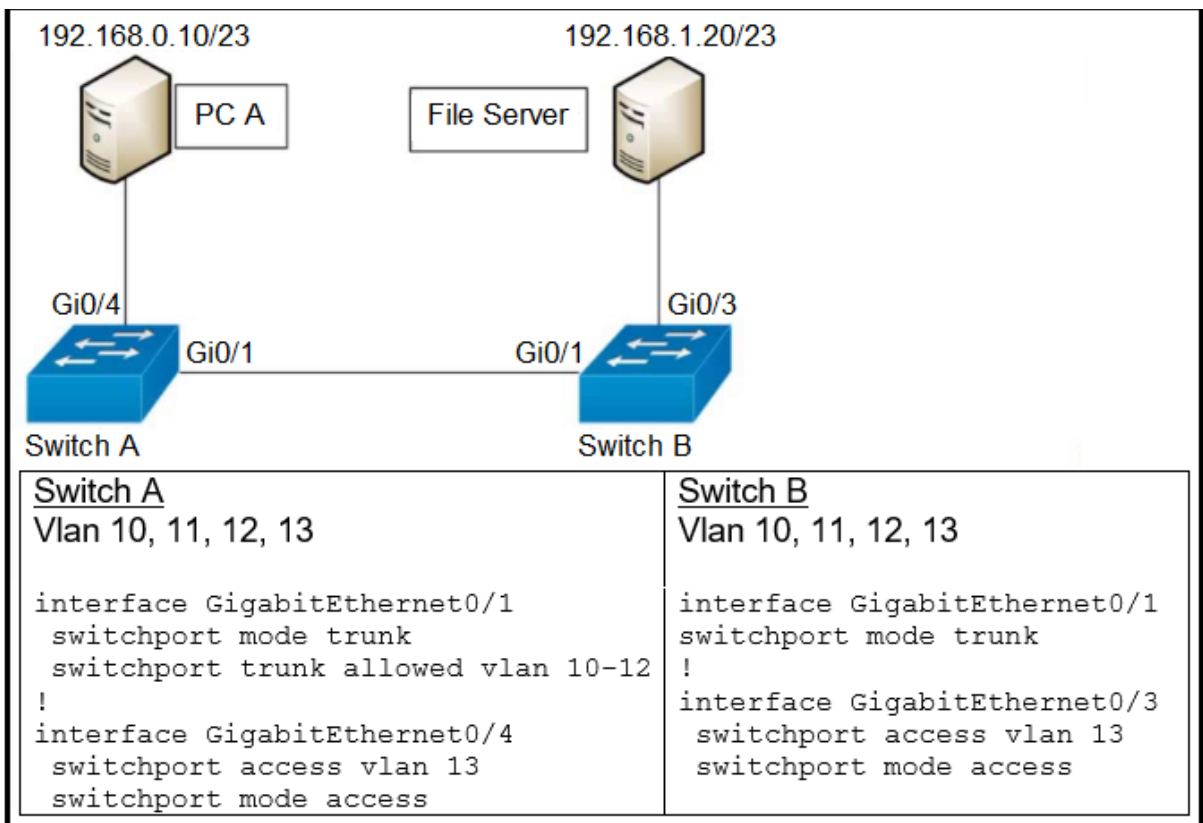 192.168.0.10/23
192.168.1.20/23
PC A
File Server
Gi0/4
Gi0/3
Gi0/1
Gi0/1
Switch A
Switch B
Switch A
Vlan 10, 11, 12, 13
interface GigabitEthernet0/1
switchport mode trunk
switchport trunk allowed vlan 10-12
!
interface GigabitEthernet0/4
switchport access vlan 13
switchport mode access
Switch B
Vlan 10, 11, 12, 13
interface GigabitEthernet0/1
switchport mode trunk
!
interface GigabitEthernet0/3
switchport access vlan 13
switchport mode access